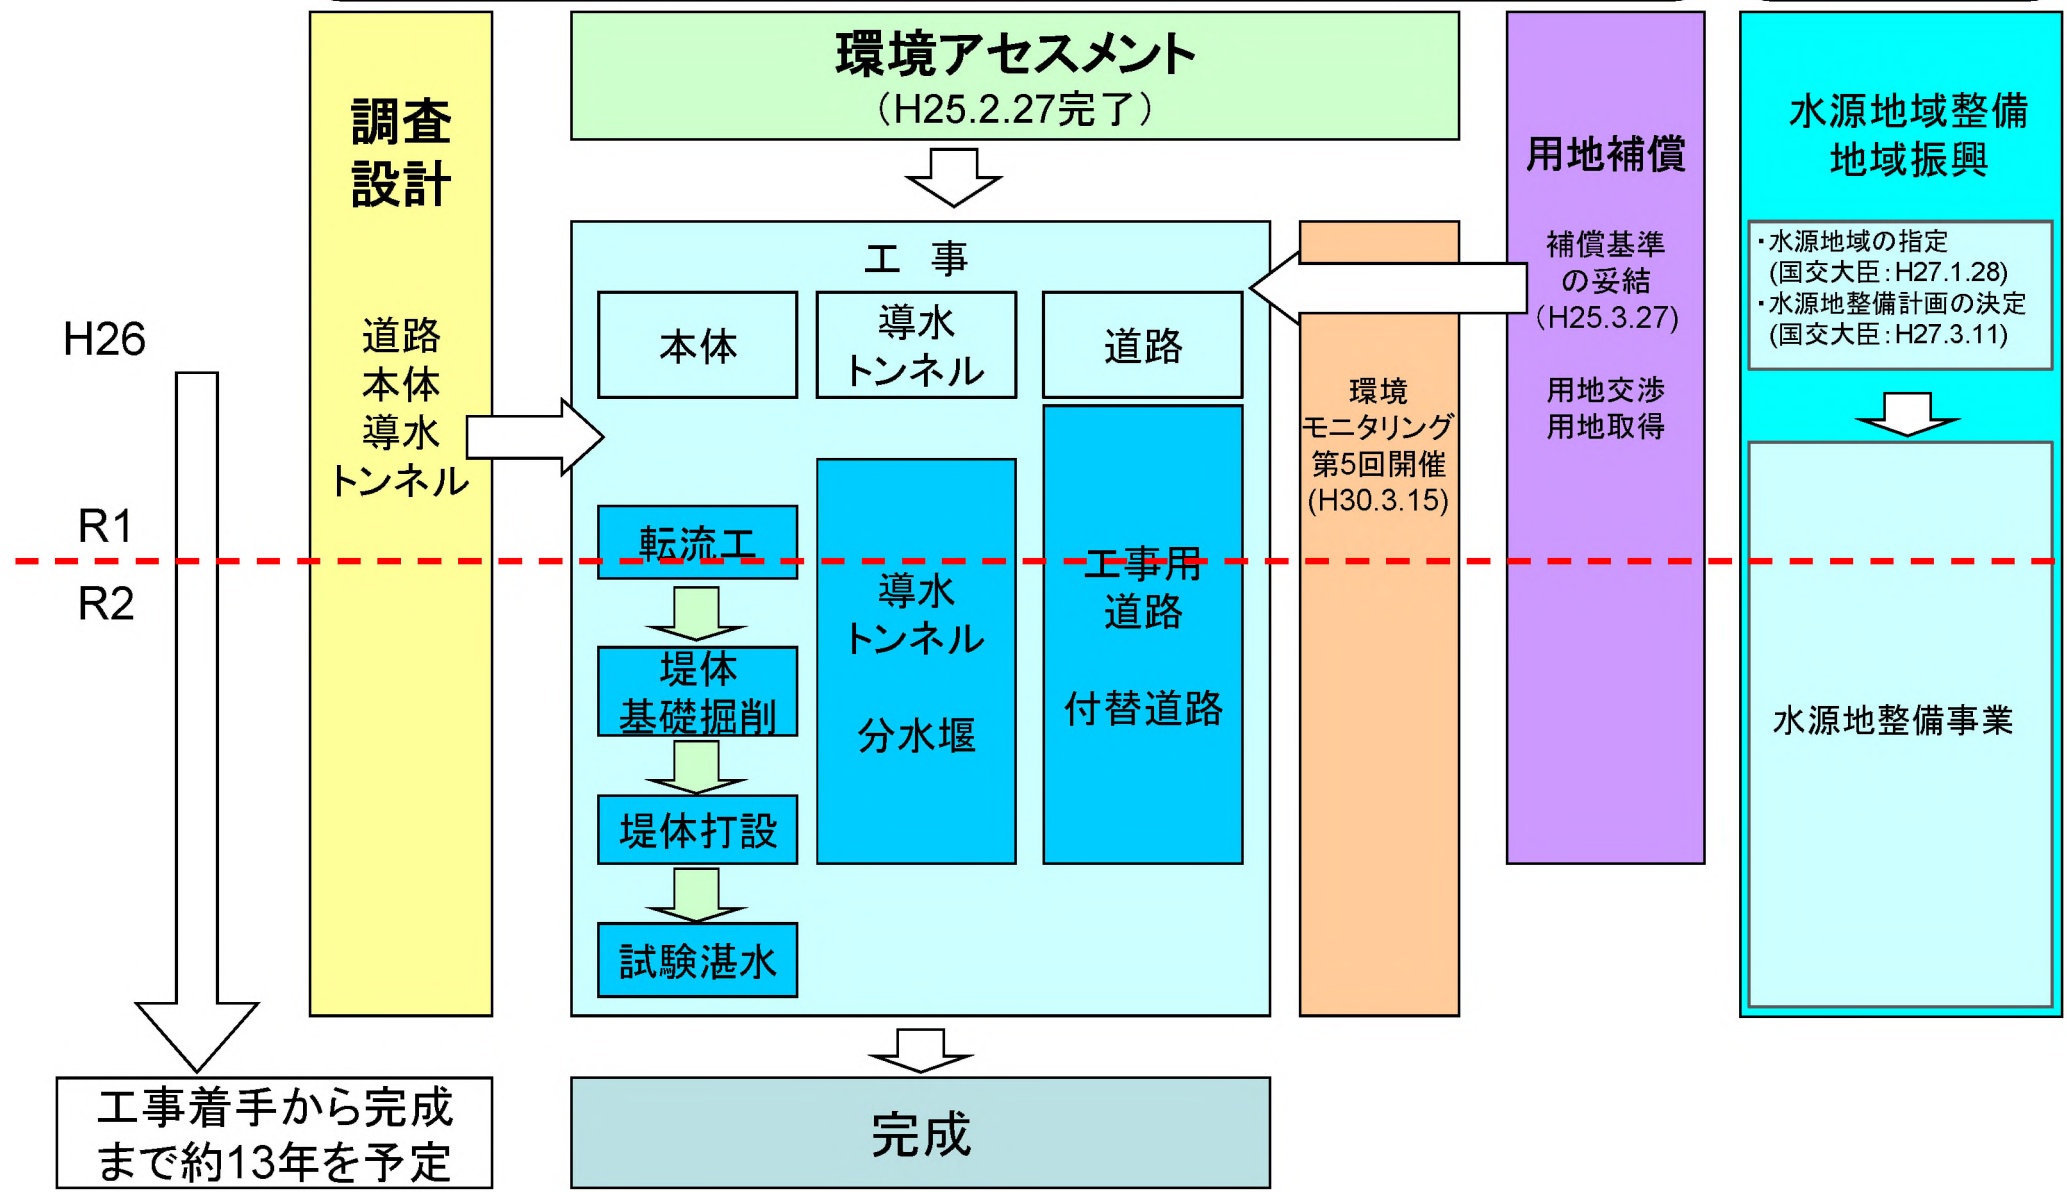 環境アセスメント
（H25.2.27完了）
調査
設計
道路
本体
導水
トンネル
用地補償
補償基準
の妥結
（H25.3.27）
用地交渉
用地取得
水源地域整備
地域振興
・水源地域の指定
(国交大臣：H27.1.28)
・水源地整備計画の決定
(国交大臣：H27.3.11)
水源地整備事業
H26
R1
R2
工　事
本体
導水
トンネル
道路
転流工
堤体
基礎掘削
堤体打設
試験湛水
導水
トンネル
分水堰
工事用
道路
付替道路
環境
モニタリング
第5回開催
(H30.3.15)
工事着手から完成
まで約13年を予定
完成